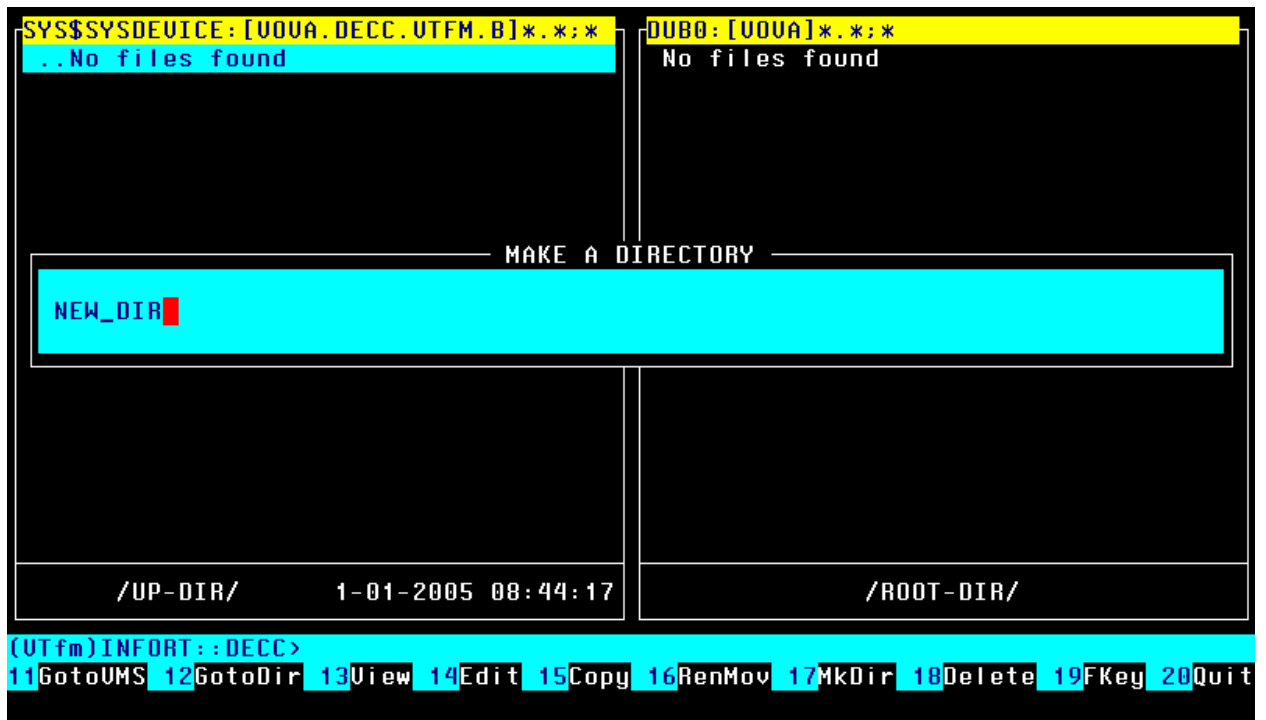 SYS$SYSDEVICE:[VOVA.DECC.VTFM.B]*.*;* DUB0:[VOVA]*.*;*
..No files found No files found
MAKE A DIRECTORY
NEW_DIR
/UP-DIR/ 1-01-2005 08:44:17 /ROOT-DIR/
(VTfm)INFORT::DECC>
11GotoVMS 12GotoDir 13View 14Edit 15Copy 16RenMov 17MkDir 18Delete 19FKey 20Quit